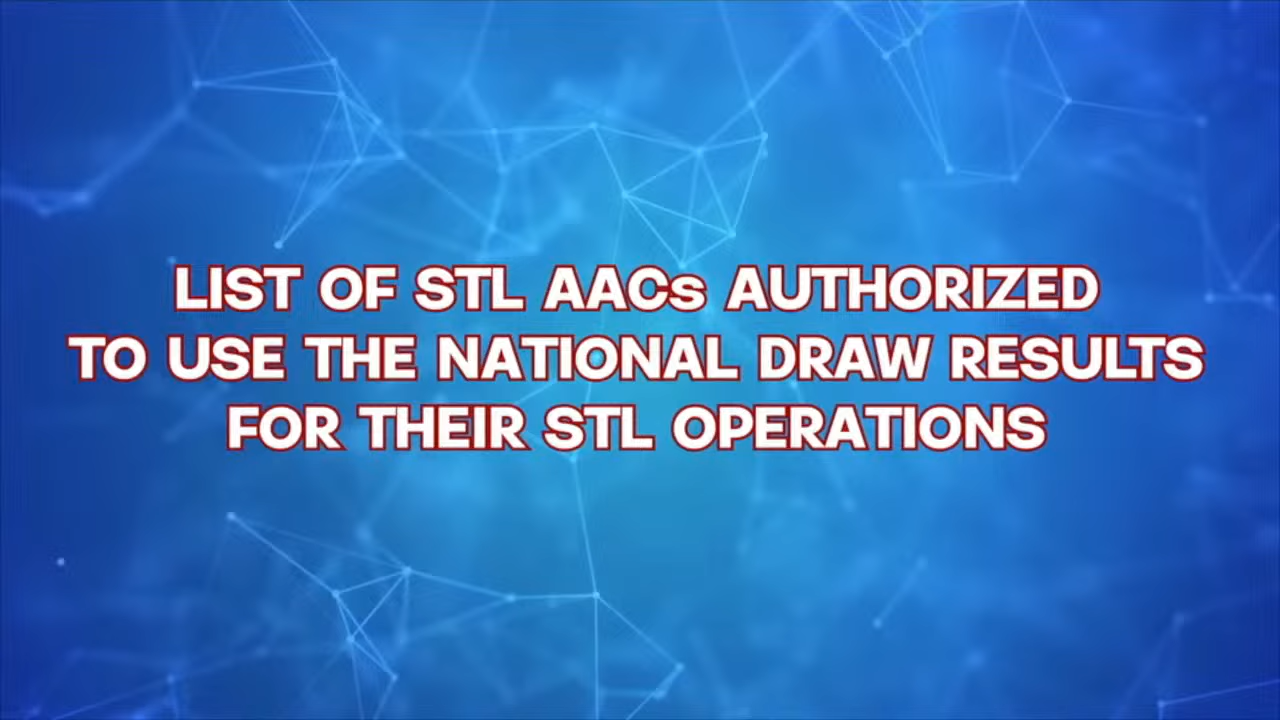 LIST OF STL AACs AUTHORIZED
TO USE THE NATIONAL DRAW RESULTS
FOR THEIR STL OPERATIONS